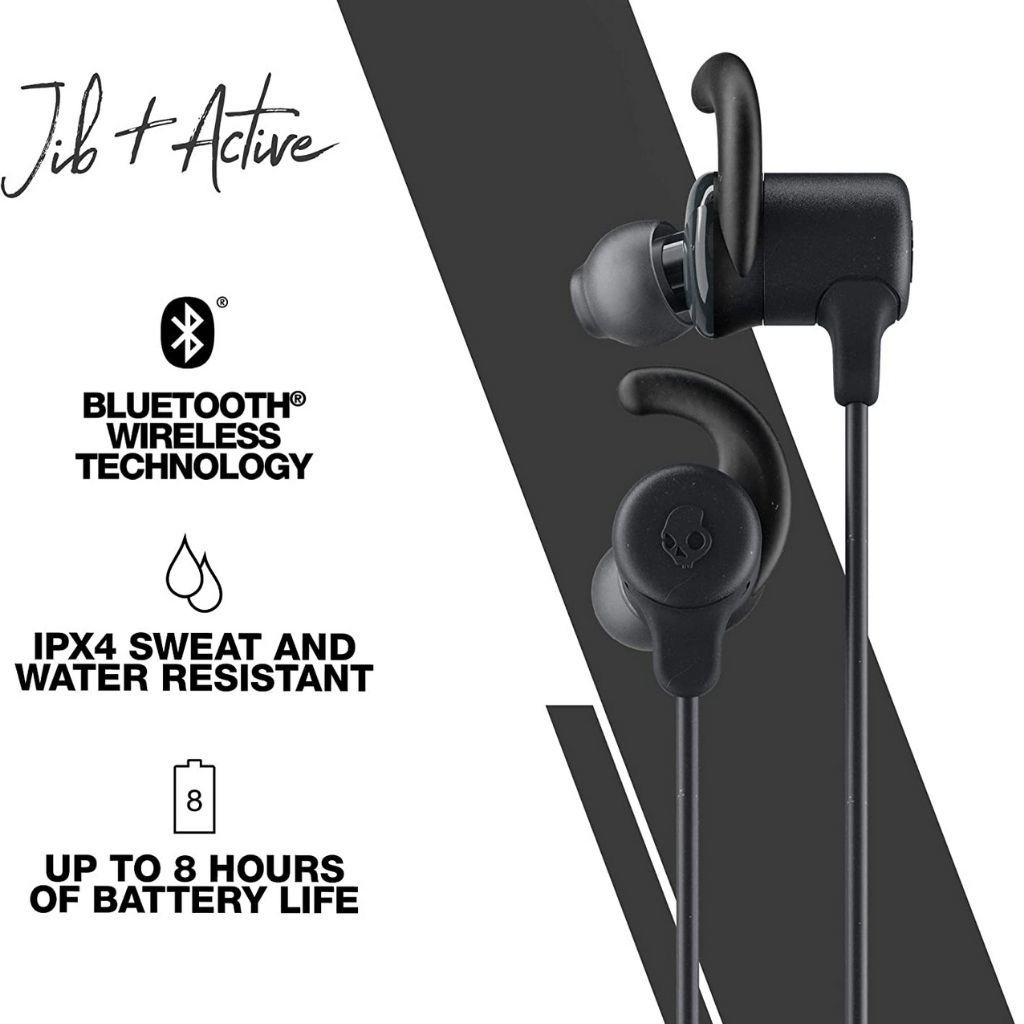 Jib + Active
®
BLUETOOTH®
WIRELESS
TECHNOLOGY
IPX4 SWEAT AND
WATER RESISTANT
8
UP TO 8 HOURS
OF BATTERY LIFE